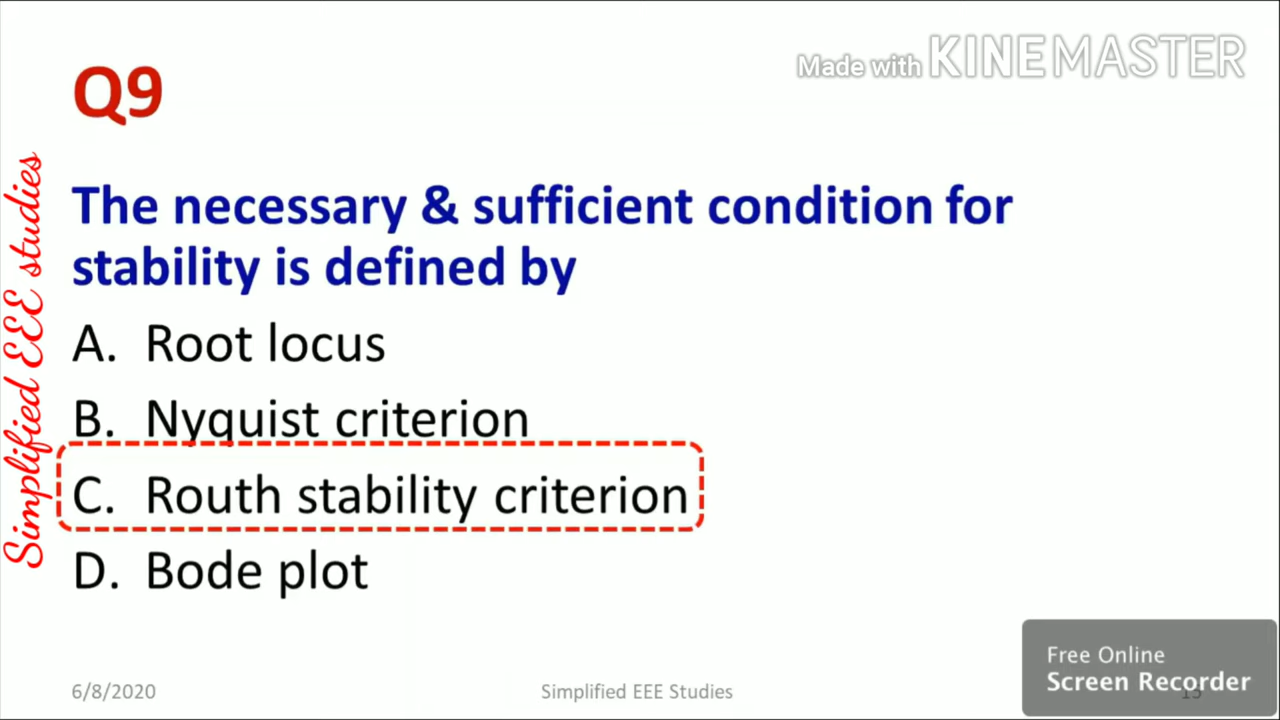 Made with KINEMASTER
Q9
Simplified EEE studies
The necessary & sufficient condition for
stability is defined by
A. Root locus
B. Nyquist criterion
C. Routh stability criterion
D. Bode plot
6/8/2020
Simplified EEE Studies
Free Online
Screen Recorder
15